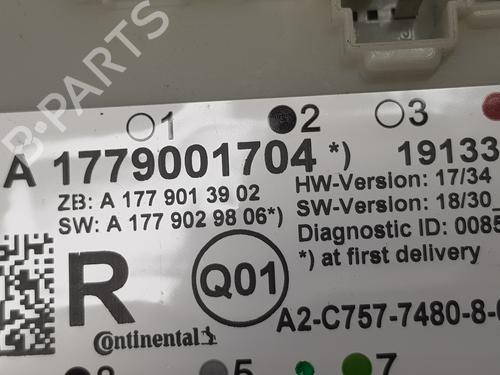 B-PARTS
1 2 3
A 1779001704 *) 19133
ZB: A 177 901 39 02
HW-Version: 17/34
SW: A 177 902 98 06*)
SW-Version: 18/30_
Diagnostic ID: 0085
*) at first delivery
R Q01
Continental
A2-C757-7480-8-
5 7